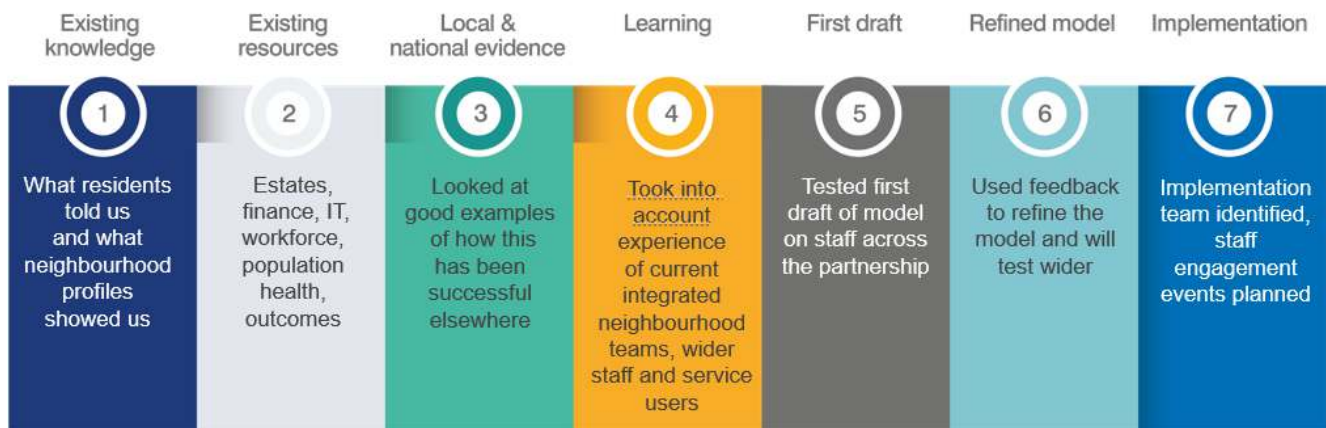 Existing
knowledge
1
What residents
told us
and what
neighbourhood
profiles
showed us
Existing
resources
2
Estates,
finance, IT,
workforce,
population
health,
outcomes
Local &
national evidence
3
Looked at
good examples
of how this
has been
successful
elsewhere
Learning
4
Took into
account
experience
of current
integrated
neighbourhood
teams, wider
staff and service
users
First draft
5
Tested first
draft of model
on staff across
the partnership
Refined model
6
Used feedback
to refine the
model and will
test wider
Implementation
7
Implementation
team identified,
staff
engagement
events planned